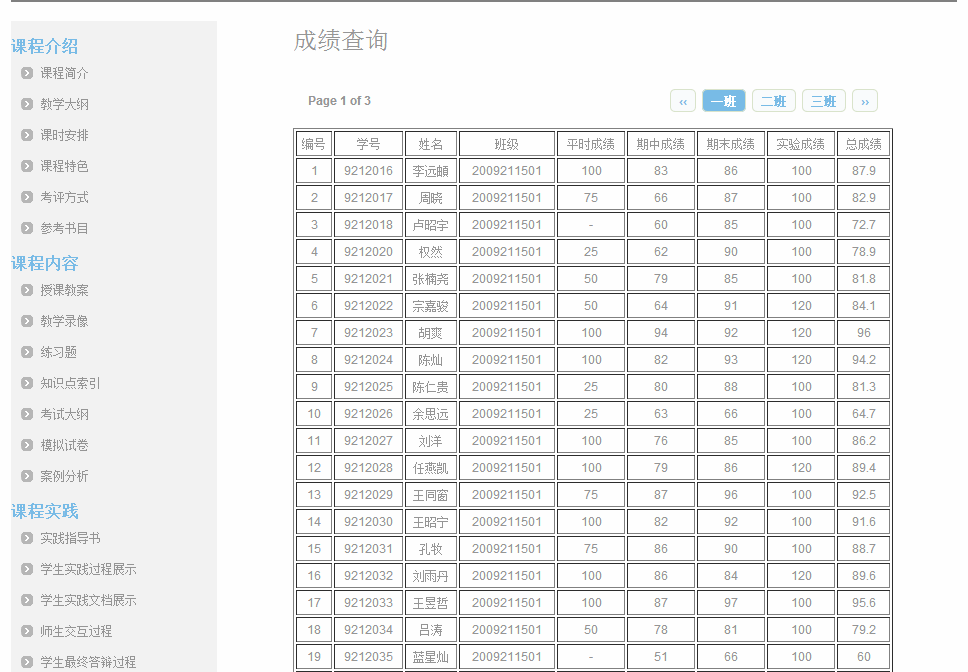 课程介绍
课程简介
教学大纲
课时安排
课程特色
考评方式
参考书目
课程内容
授课教案
教学录像
练习题
知识点索引
考试大纲
模拟试卷
案例分析
课程实践
实践指导书
学生实践过程展示
学生实践文档展示
师生交互过程
学生最终答辩过程
成绩查询
Page 1 of 3 ‹‹ 一班 二班 三班 ››
编号 学号 姓名 班级 平时成绩 期中成绩 期末成绩 实验成绩 总成绩
1 9212016 李远 2009211501 100 83 86 100 87.9
2 9212017 周晓 2009211501 75 66 87 100 82.9
3 9212018 卢昭宇 2009211501 - 60 85 100 72.7
4 9212020 权然 2009211501 25 62 90 100 78.9
5 9212021 张楠尧 2009211501 50 79 85 100 81.8
6 9212022 宗嘉骏 2009211501 50 64 91 120 84.1
7 9212023 胡爽 2009211501 100 94 92 120 96
8 9212024 陈灿 2009211501 100 82 93 120 94.2
9 9212025 陈仁贵 2009211501 25 80 88 100 81.3
10 9212026 余思远 2009211501 25 63 66 100 64.7
11 9212027 刘洋 2009211501 100 76 85 100 86.2
12 9212028 任燕凯 2009211501 100 79 86 120 89.4
13 9212029 王同窗 2009211501 75 87 96 100 92.5
14 9212030 王昭宁 2009211501 100 82 92 100 91.6
15 9212031 孔牧 2009211501 75 86 90 100 88.7
16 9212032 刘雨丹 2009211501 100 86 84 120 89.6
17 9212033 王昱哲 2009211501 100 87 97 100 95.6
18 9212034 吕涛 2009211501 50 78 81 100 79.2
19 9212035 蓝星灿 2009211501 - 51 66 100 60